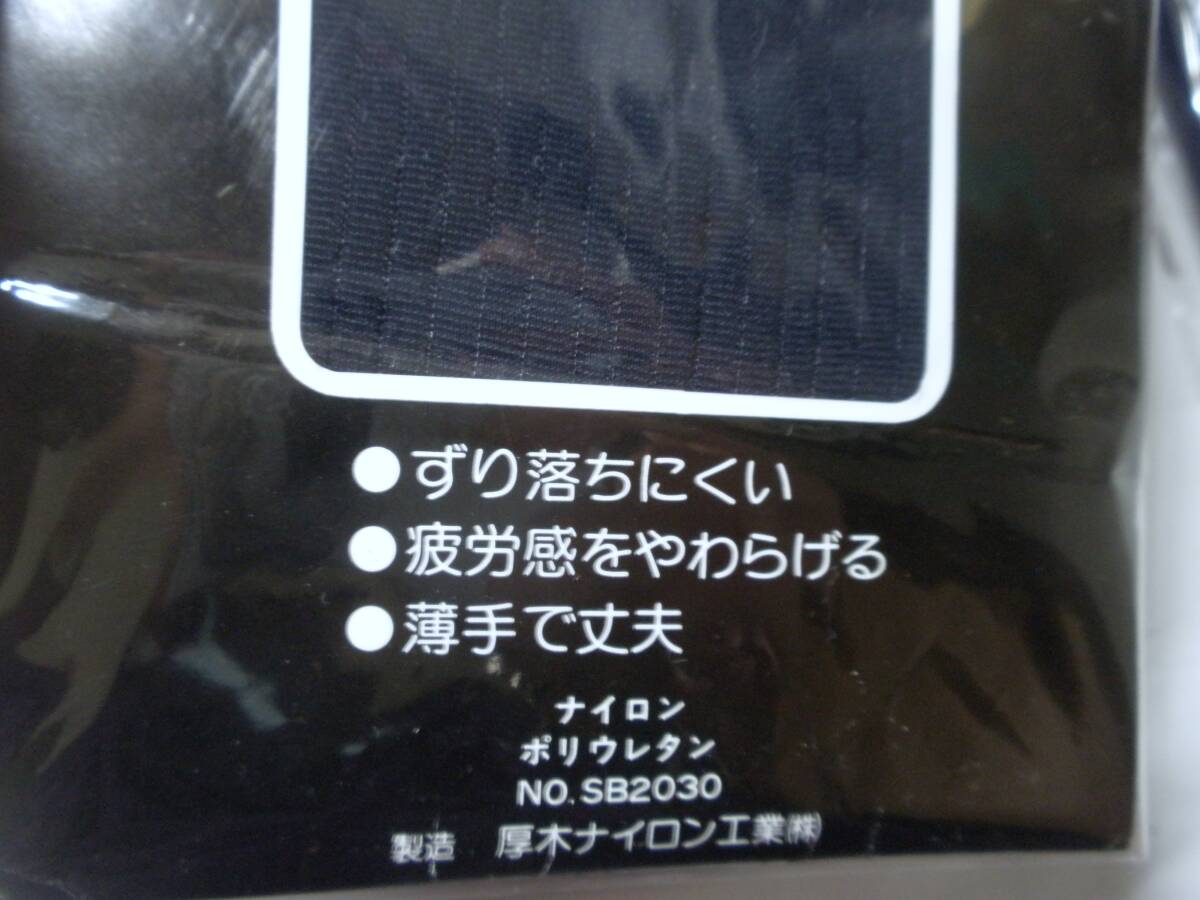 ●ずり落ちにくい
●疲労感をやわらげる
●薄手で丈夫
ナイロン
ポリウレタン
NO.SB2030
製造 厚木ナイロン工業㈱